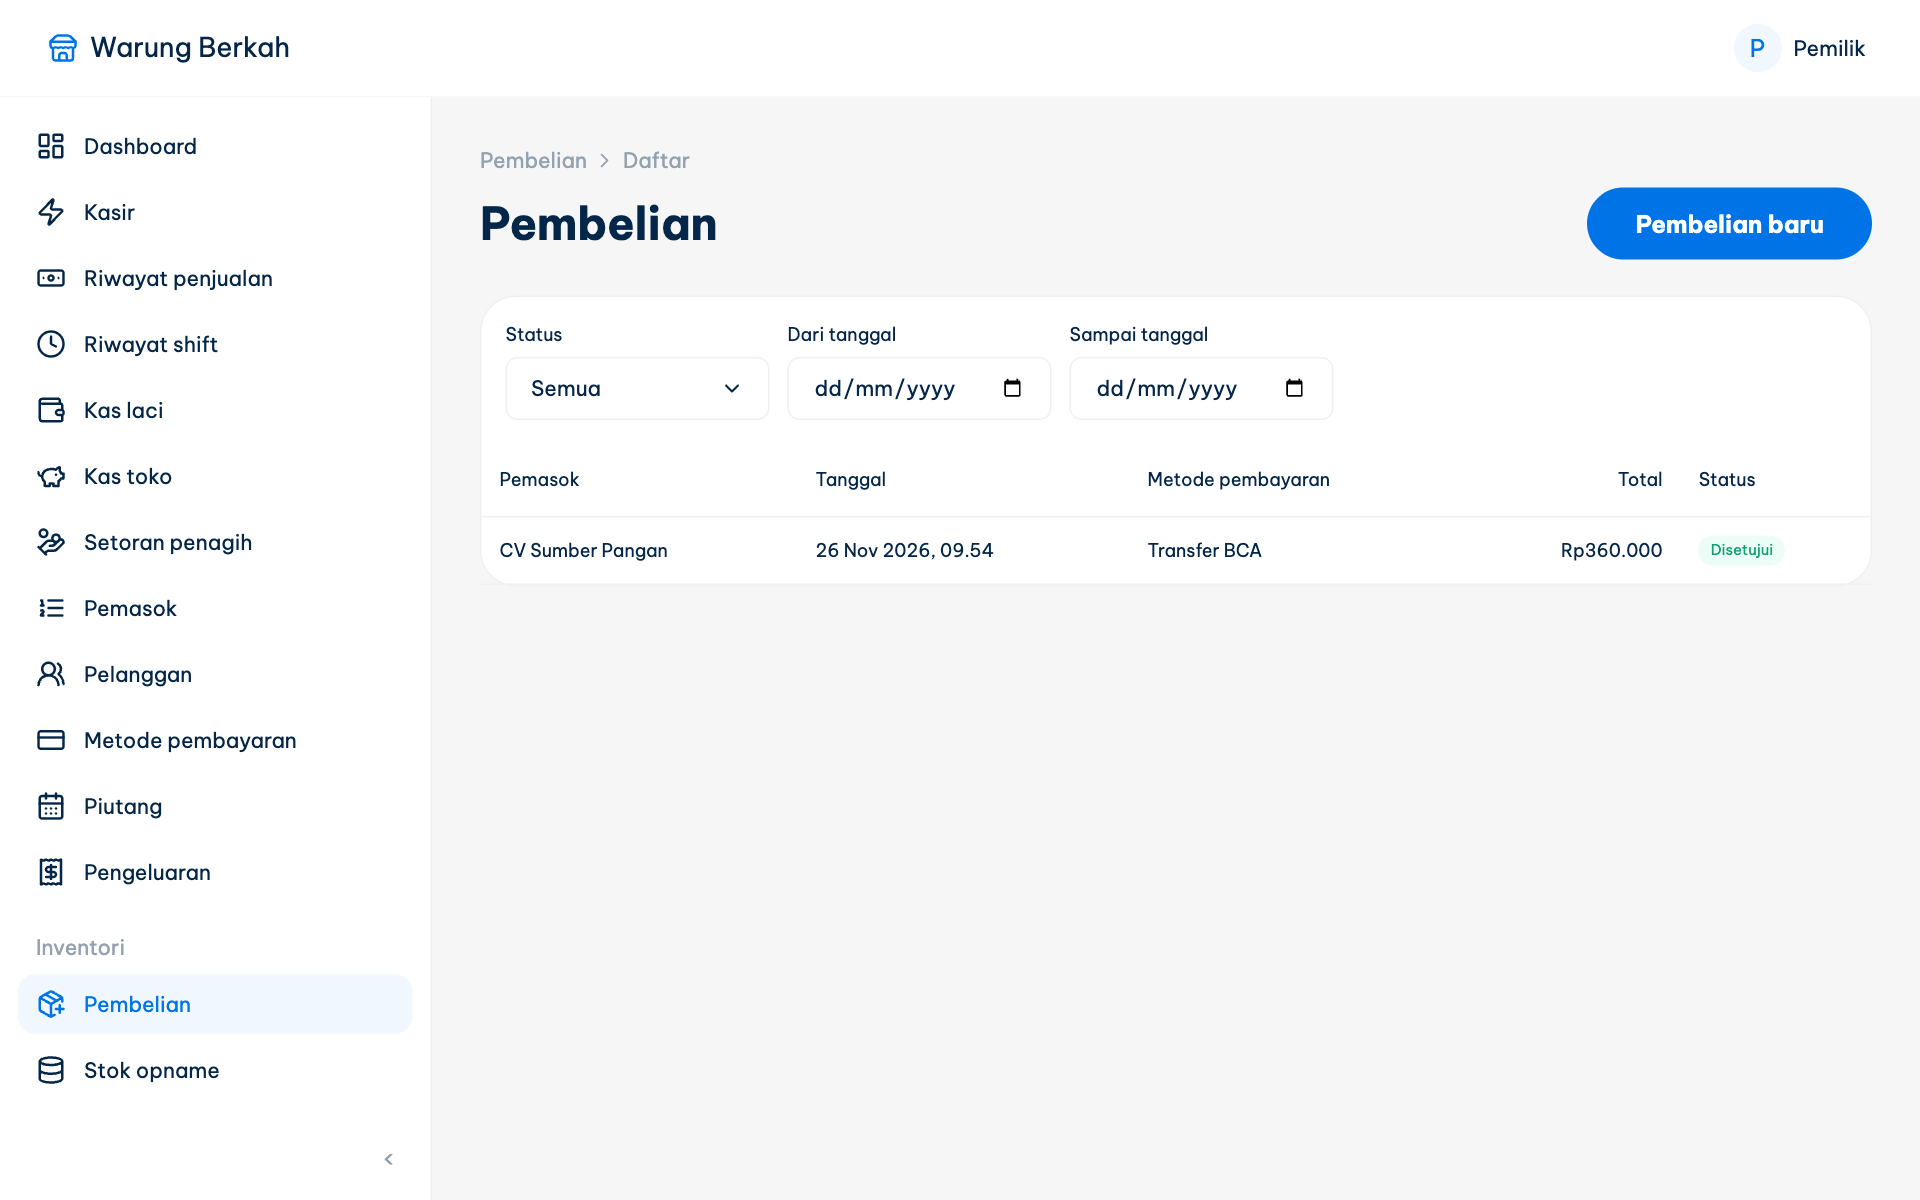 Warung Berkah
P Pemilik
Dashboard
Kasir
Riwayat penjualan
Riwayat shift
Kas laci
Kas toko
Setoran penagih
Pemasok
Pelanggan
Metode pembayaran
Piutang
Pengeluaran
Inventori
Pembelian
Stok opname
Pembelian > Daftar
Pembelian
Pembelian baru
Status Dari tanggal Sampai tanggal
Semua dd/mm/yyyy dd/mm/yyyy
Pemasok Tanggal Metode pembayaran Total Status
CV Sumber Pangan 26 Nov 2026, 09.54 Transfer BCA Rp360.000 Disetujui